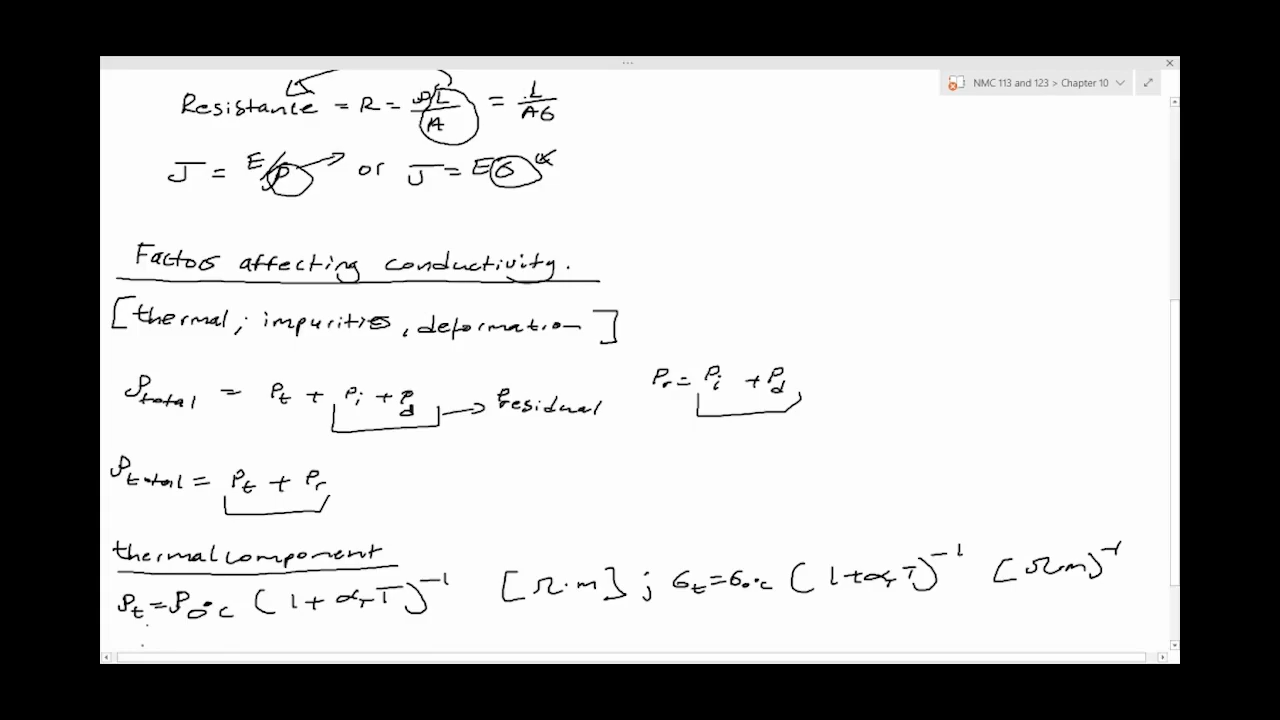 NMC 113 and 123 > Chapter 10
Resistance = R = ρL/A = L/Aσ
J = E/ρ or J = Eσ
Factors affecting conductivity.
[thermal; impurities, deformation]
ρtotal = ρt + ρi + ρd → ρresidual ρr = ρi + ρd
ρtotal = ρt + ρr
thermal component
ρt = ρ0°C (1 + αT T)⁻¹ [Ω·m] ; σt = σ0°C (1 + αT T)⁻¹ [Ω·m]⁻¹